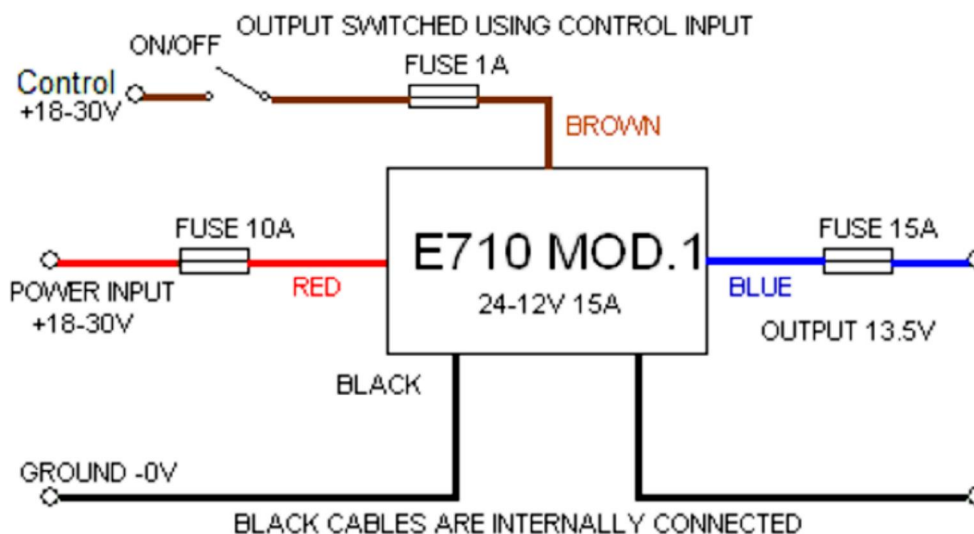 OUTPUT SWITCHED USING CONTROL INPUT
ON/OFF
FUSE 1A
Control
+18-30V
BROWN
FUSE 10A
E710 MOD.1
24-12V 15A
FUSE 15A
RED
BLUE
POWER INPUT
+18-30V
OUTPUT 13.5V
BLACK
GROUND -0V
BLACK CABLES ARE INTERNALLY CONNECTED